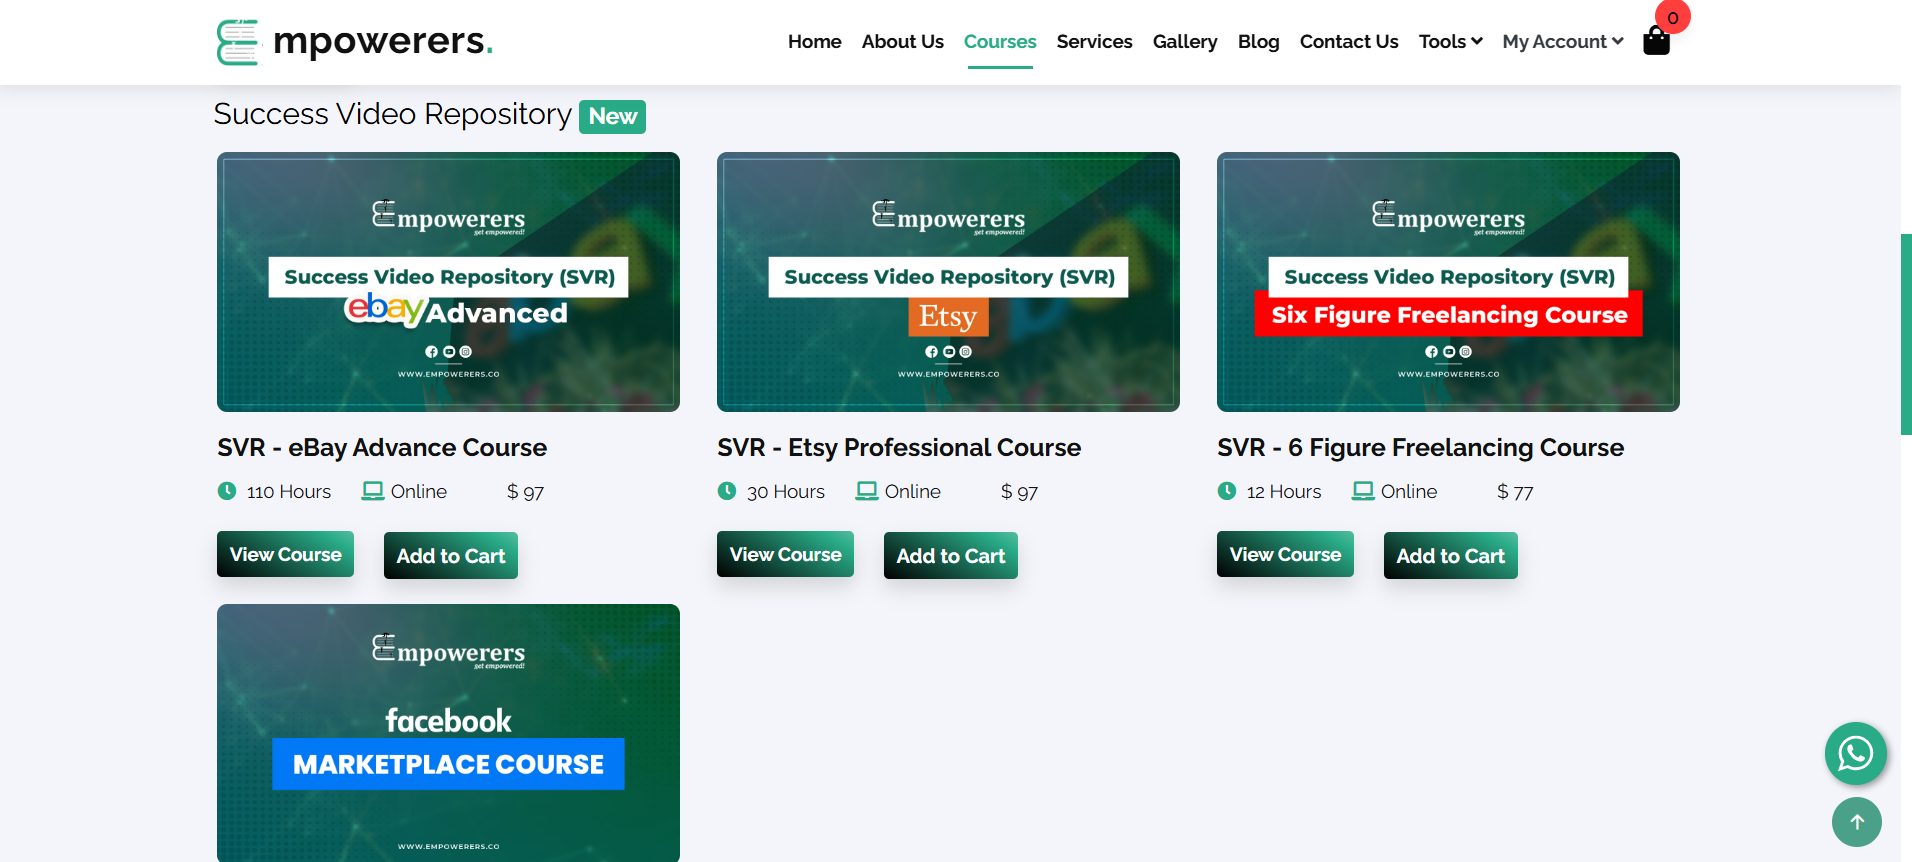 mpowerers.
Home About Us Courses Services Gallery Blog Contact Us Tools My Account 0
Success Video Repository New
Empowerers
get empowered!
Success Video Repository (SVR)
ebay Advanced
WWW.EMPOWERERS.CO
Empowerers
get empowered!
Success Video Repository (SVR)
Etsy
WWW.EMPOWERERS.CO
Empowerers
get empowered!
Success Video Repository (SVR)
Six Figure Freelancing Course
WWW.EMPOWERERS.CO
SVR - eBay Advance Course
110 Hours Online $ 97
View Course Add to Cart
SVR - Etsy Professional Course
30 Hours Online $ 97
View Course Add to Cart
SVR - 6 Figure Freelancing Course
12 Hours Online $ 77
View Course Add to Cart
Empowerers
get empowered!
facebook
MARKETPLACE COURSE
WWW.EMPOWERERS.CO